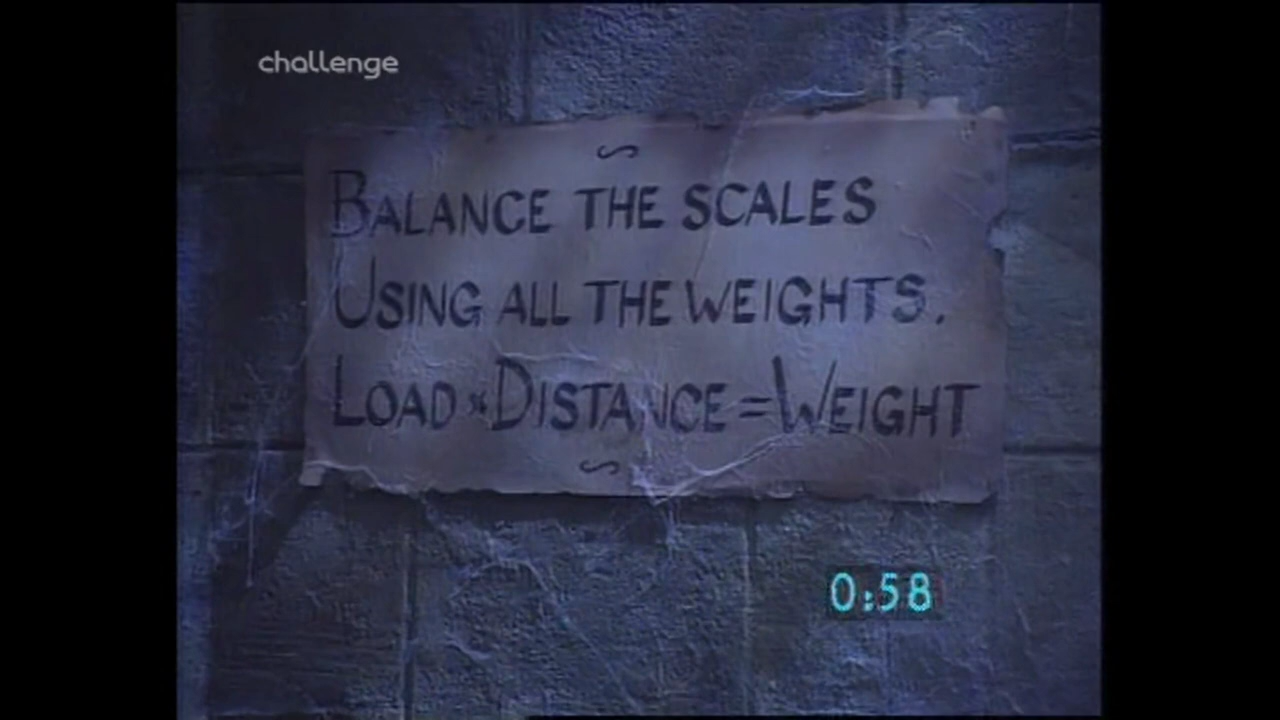 challenge
BALANCE THE SCALES
USING ALL THE WEIGHTS.
LOAD × DISTANCE = WEIGHT
0:58